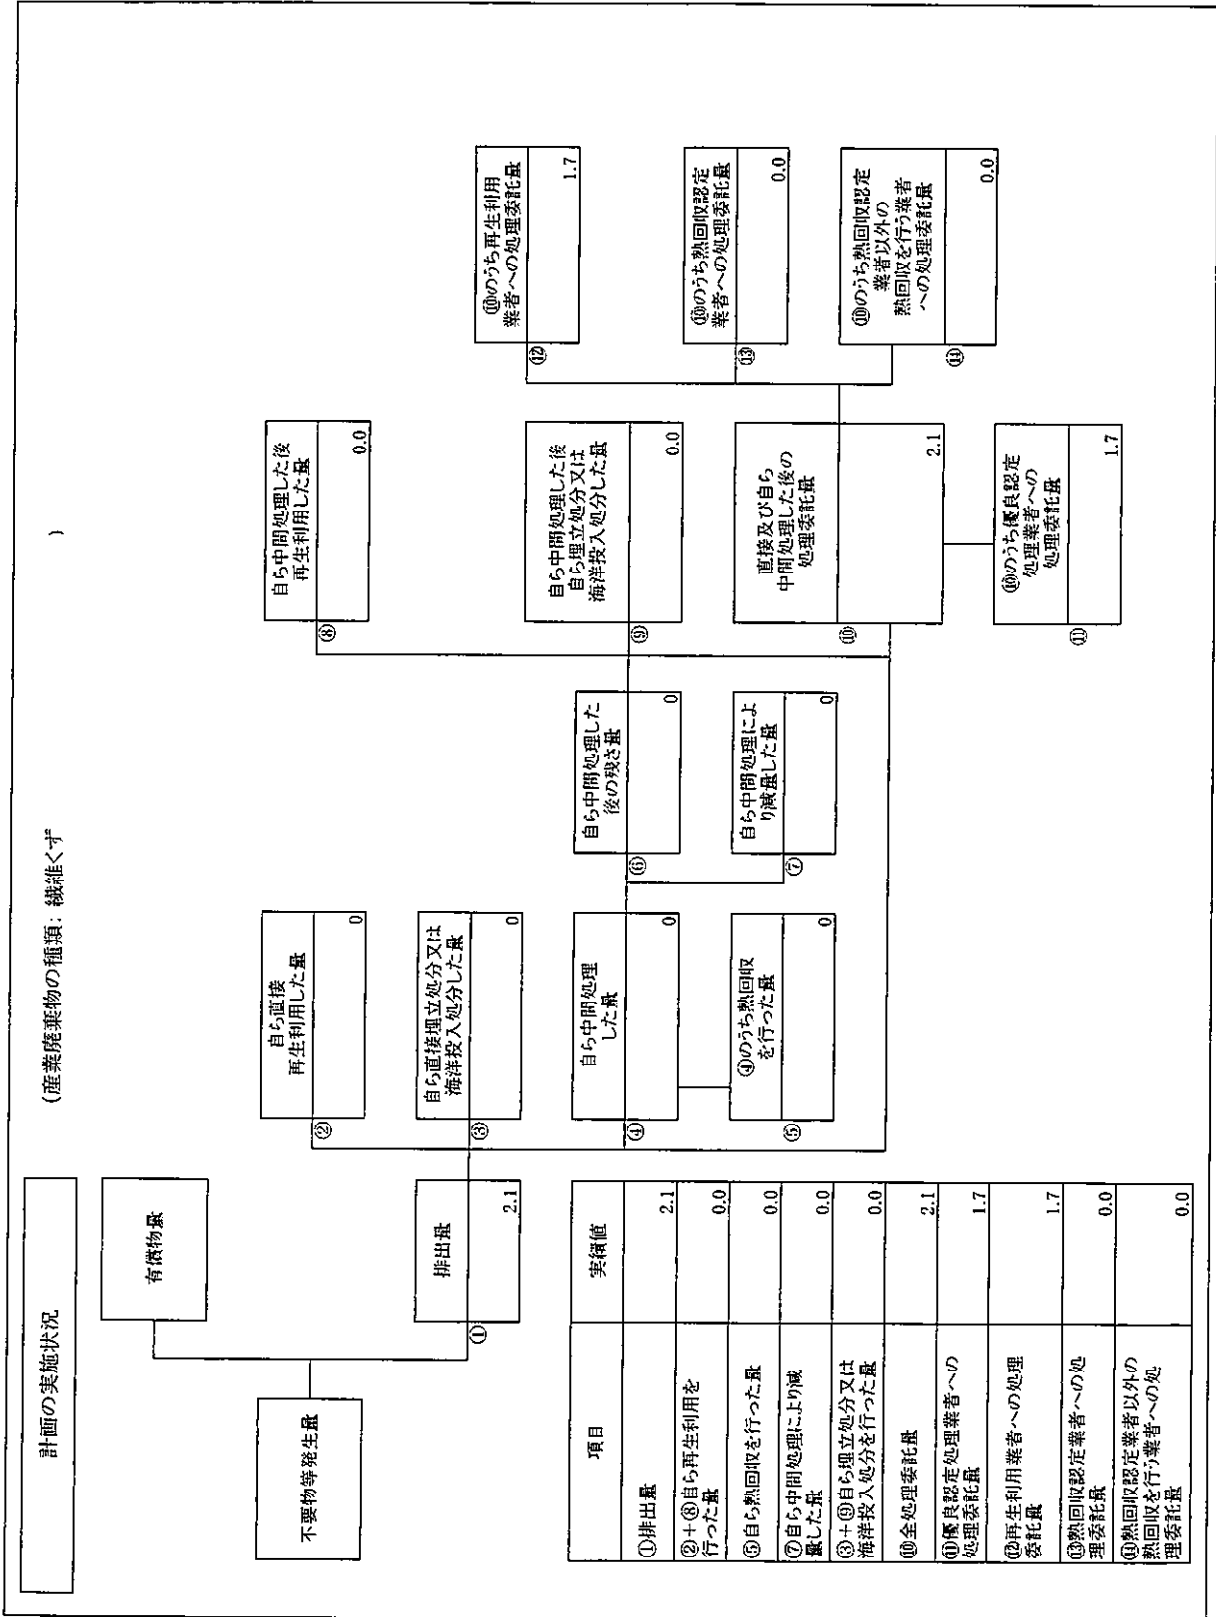 計画の実施状況
(産業廃棄物の種類: 繊維くず
)
不要物等発生量
有償物量
①
排出量
2.1
②
自ら直接
再生利用した量
0
③
自ら直接埋立処分又は
海洋投入処分した量
0
④
自ら中間処理
した量
0
⑤
④のうち熱回収
を行った量
0
⑥
自ら中間処理した
後の残さ量
0
⑦
自ら中間処理によ
り減量した量
0
⑧
自ら中間処理した後
再生利用した量
0.0
⑨
自ら中間処理した後
自ら埋立処分又は
海洋投入処分した量
0.0
⑩
直接及び自ら
中間処理した後の
処理委託量
2.1
⑪
⑩のうち優良認定
処理業者への
処理委託量
1.7
⑫
⑩のうち再生利用
業者への処理委託量
1.7
⑬
⑩のうち熱回収認定
業者への処理委託量
0.0
⑭
⑩のうち熱回収認定
業者以外の
熱回収を行う業者
への処理委託量
0.0
項目 実績値
①排出量 2.1
②+⑧自ら再生利用を
行った量 0.0
⑤自ら熱回収を行った量 0.0
⑦自ら中間処理により減
量した量 0.0
③+⑨自ら埋立処分又は
海洋投入処分を行った量 0.0
⑩全処理委託量 2.1
⑪優良認定処理業者への
処理委託量 1.7
⑫再生利用業者への処理
委託量 1.7
⑬熱回収認定業者への処
理委託量 0.0
⑭熱回収認定業者以外の
熱回収を行う業者への処
理委託量 0.0